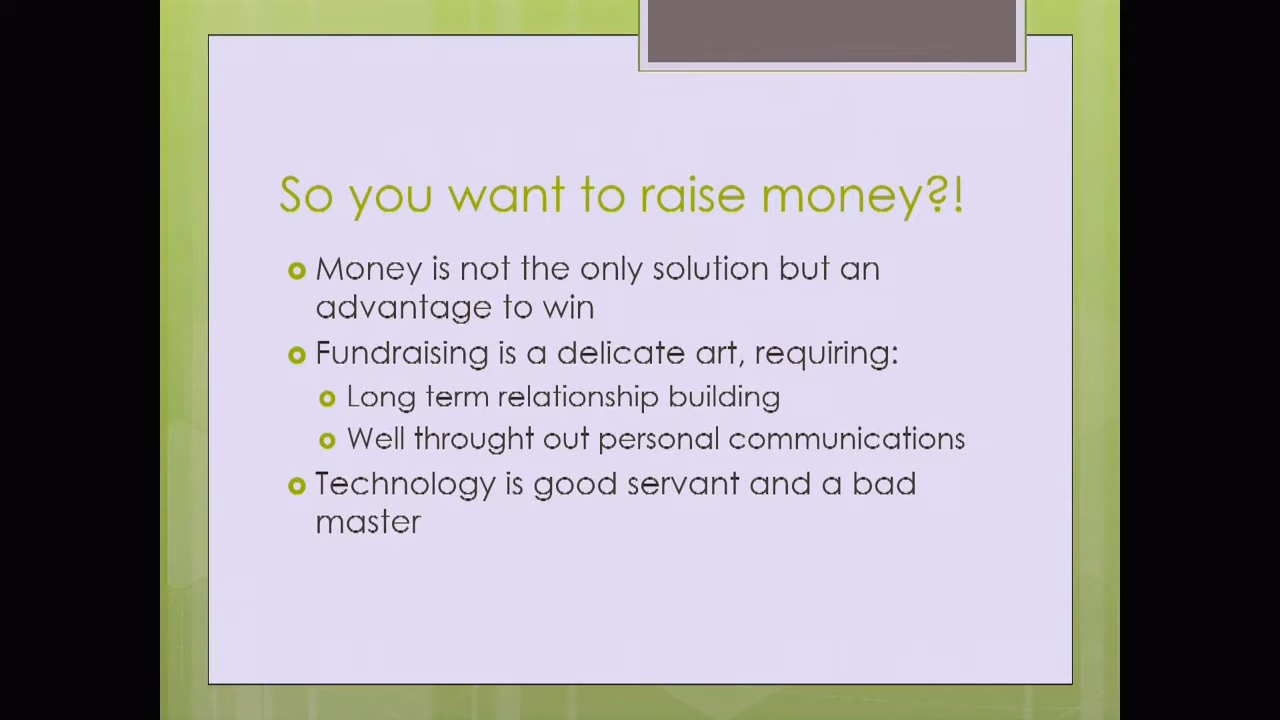 So you want to raise money?!
Money is not the only solution but an
advantage to win
Fundraising is a delicate art, requiring:
Long term relationship building
Well throught out personal communications
Technology is good servant and a bad
master